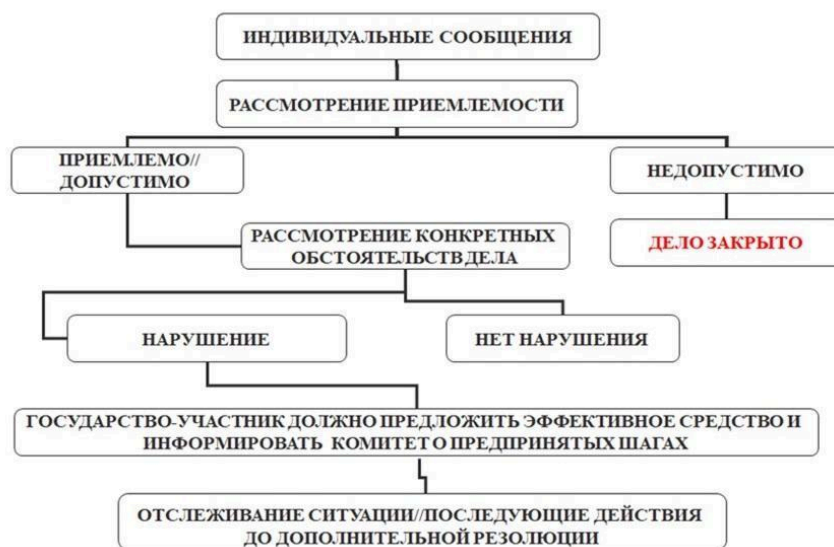 ИНДИВИДУАЛЬНЫЕ СООБЩЕНИЯ
РАССМОТРЕНИЕ ПРИЕМЛЕМОСТИ
ПРИЕМЛЕМО//
ДОПУСТИМО
НЕДОПУСТИМО
РАССМОТРЕНИЕ КОНКРЕТНЫХ
ОБСТОЯТЕЛЬСТВ ДЕЛА
ДЕЛО ЗАКРЫТО
НАРУШЕНИЕ
НЕТ НАРУШЕНИЯ
ГОСУДАРСТВО-УЧАСТНИК ДОЛЖНО ПРЕДЛОЖИТЬ ЭФФЕКТИВНОЕ СРЕДСТВО И
ИНФОРМИРОВАТЬ КОМИТЕТ О ПРЕДПРИНЯТЫХ ШАГАХ
ОТСЛЕЖИВАНИЕ СИТУАЦИИ//ПОСЛЕДУЮЩИЕ ДЕЙСТВИЯ
ДО ДОПОЛНИТЕЛЬНОЙ РЕЗОЛЮЦИИ